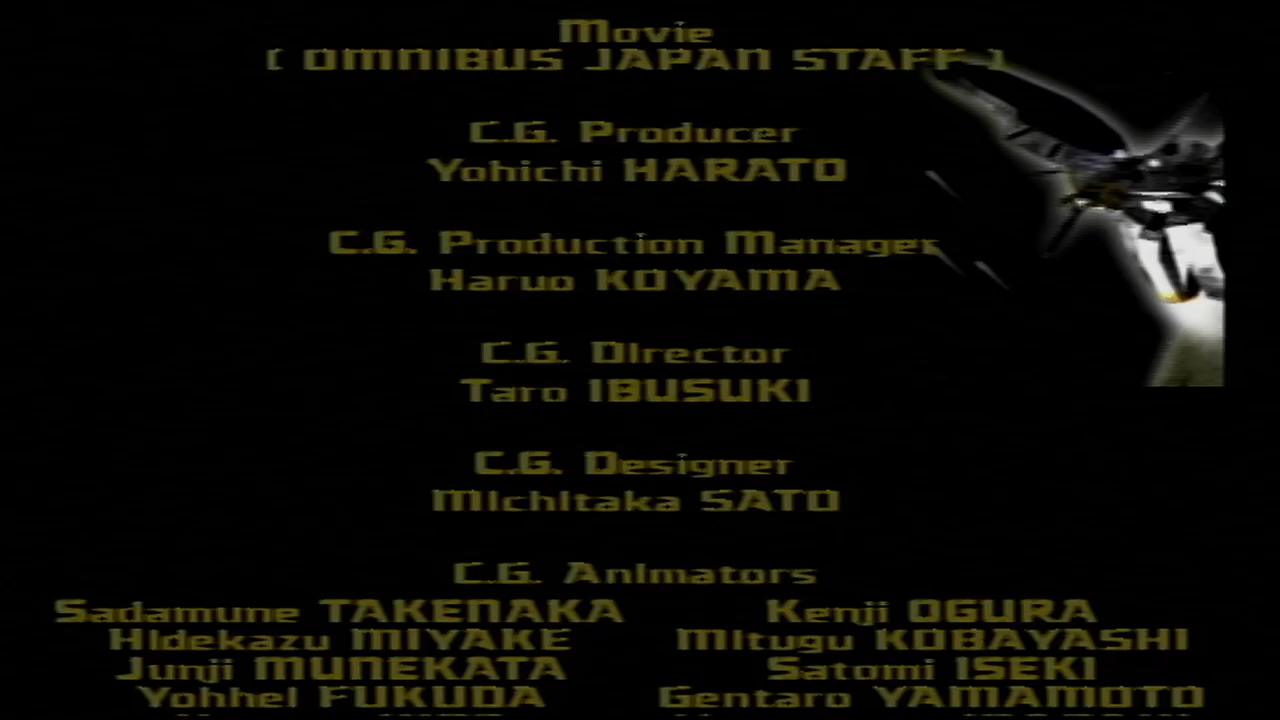 Movie
( OMNIBUS JAPAN STAFF )
C.G. Producer
Yohichi HARATO
C.G. Production Manager
Haruo KOYAMA
C.G. Director
Taro IBUSUKI
C.G. Designer
Michitaka SATO
C.G. Animators
Sadamune TAKENAKA Kenji OGURA
Hidekazu MIYAKE Mitugu KOBAYASHI
Junji MUNEKATA Satomi ISEKI
Yohhei FUKUDA Gentaro YAMAMOTO